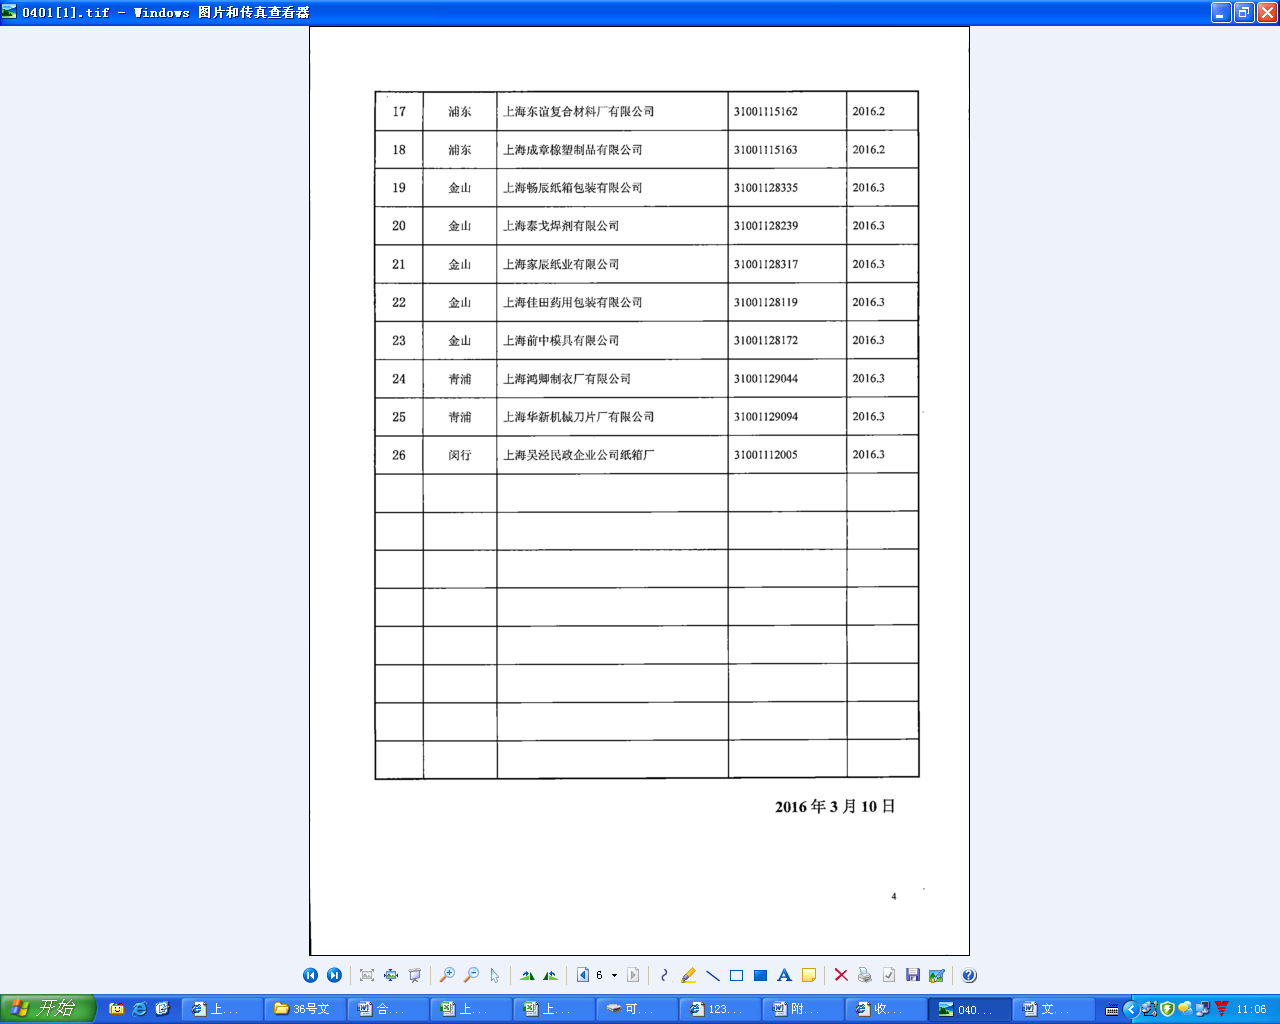 0401[1].tif - Windows 图片和传真查看器
17 浦东 上海东谊复合材料厂有限公司 31001115162 2016.2
18 浦东 上海成章橡塑制品有限公司 31001115163 2016.2
19 金山 上海畅辰纸箱包装有限公司 31001128335 2016.3
20 金山 上海泰戈焊剂有限公司 31001128239 2016.3
21 金山 上海家辰纸业有限公司 31001128317 2016.3
22 金山 上海佳田药用包装有限公司 31001128119 2016.3
23 金山 上海前中模具有限公司 31001128172 2016.3
24 青浦 上海鸿卿制衣厂有限公司 31001129044 2016.3
25 青浦 上海华新机械刀片厂有限公司 31001129094 2016.3
26 闵行 上海吴泾民政企业公司纸箱厂 31001112005 2016.3
2016 年 3 月 10 日
4
6
开始 上... 36号文 合... 上... 上... 可... 123... 附... 收... 040... 文... 11:06